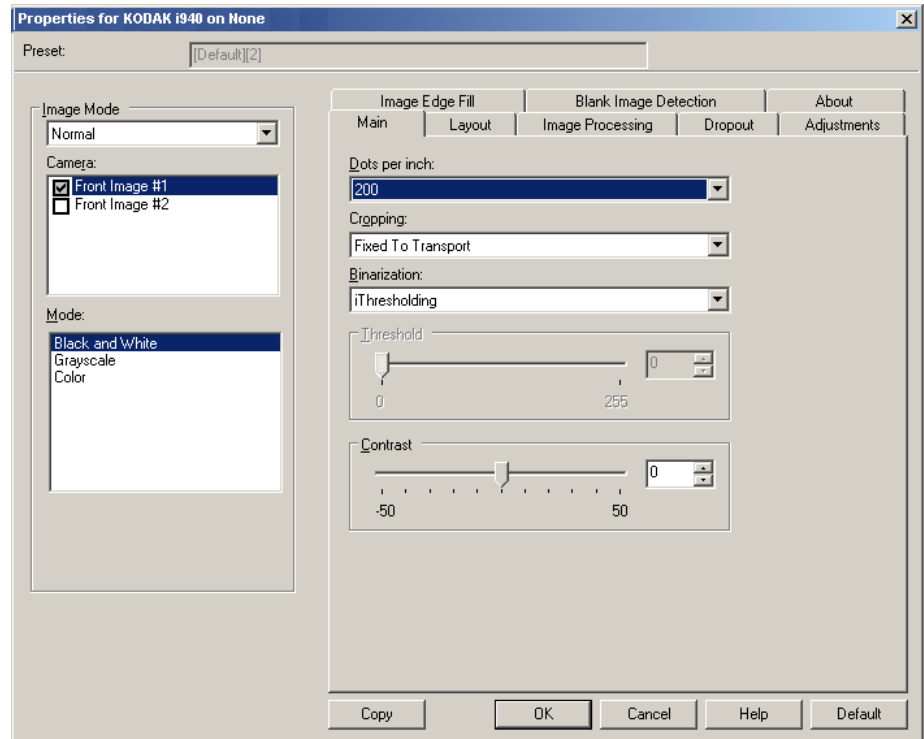 Properties for KODAK i940 on None
Preset:
[Default][2]
Image Mode
Normal
Camera:
Front Image #1
Front Image #2
Mode:
Black and White
Grayscale
Color
Image Edge Fill
Blank Image Detection
About
Main
Layout
Image Processing
Dropout
Adjustments
Dots per inch:
200
Cropping:
Fixed To Transport
Binarization:
iThresholding
Threshold
0
0
255
Contrast
0
-50
50
Copy
OK
Cancel
Help
Default